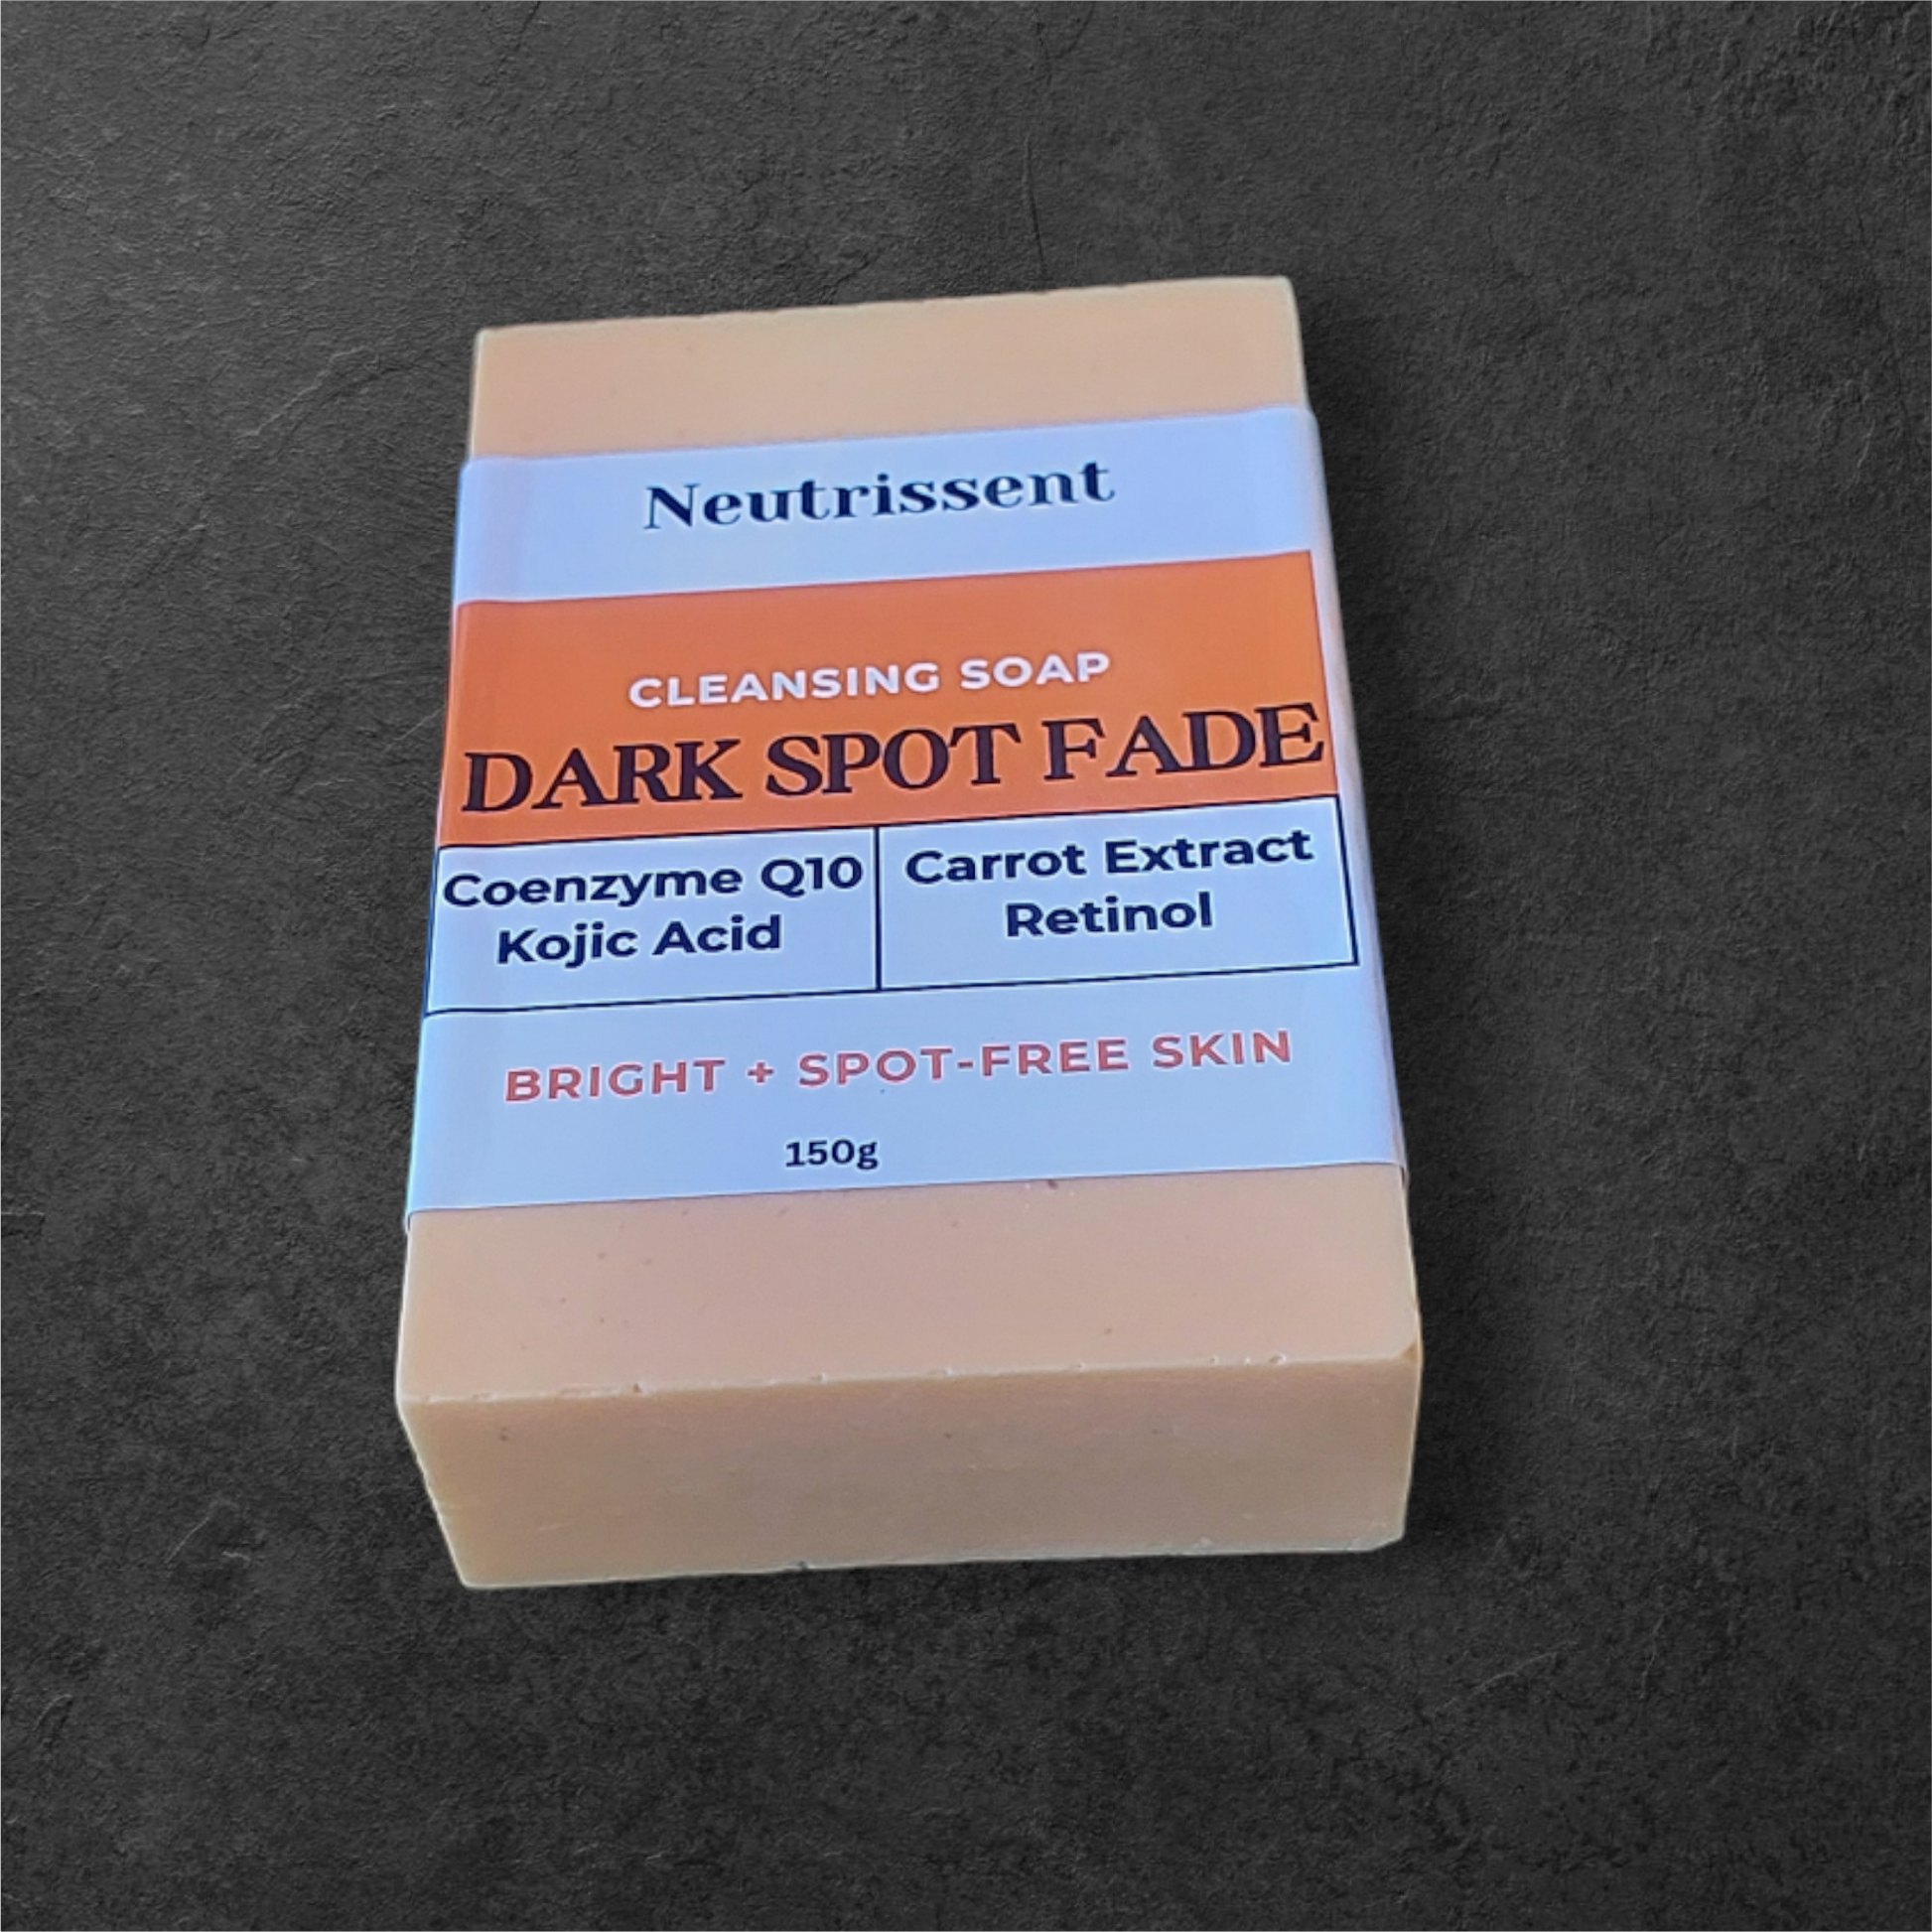 Neutrissent
CLEANSING SOAP
DARK SPOT FADE
Coenzyme Q10
Kojic Acid
Carrot Extract
Retinol
BRIGHT + SPOT-FREE SKIN
150g